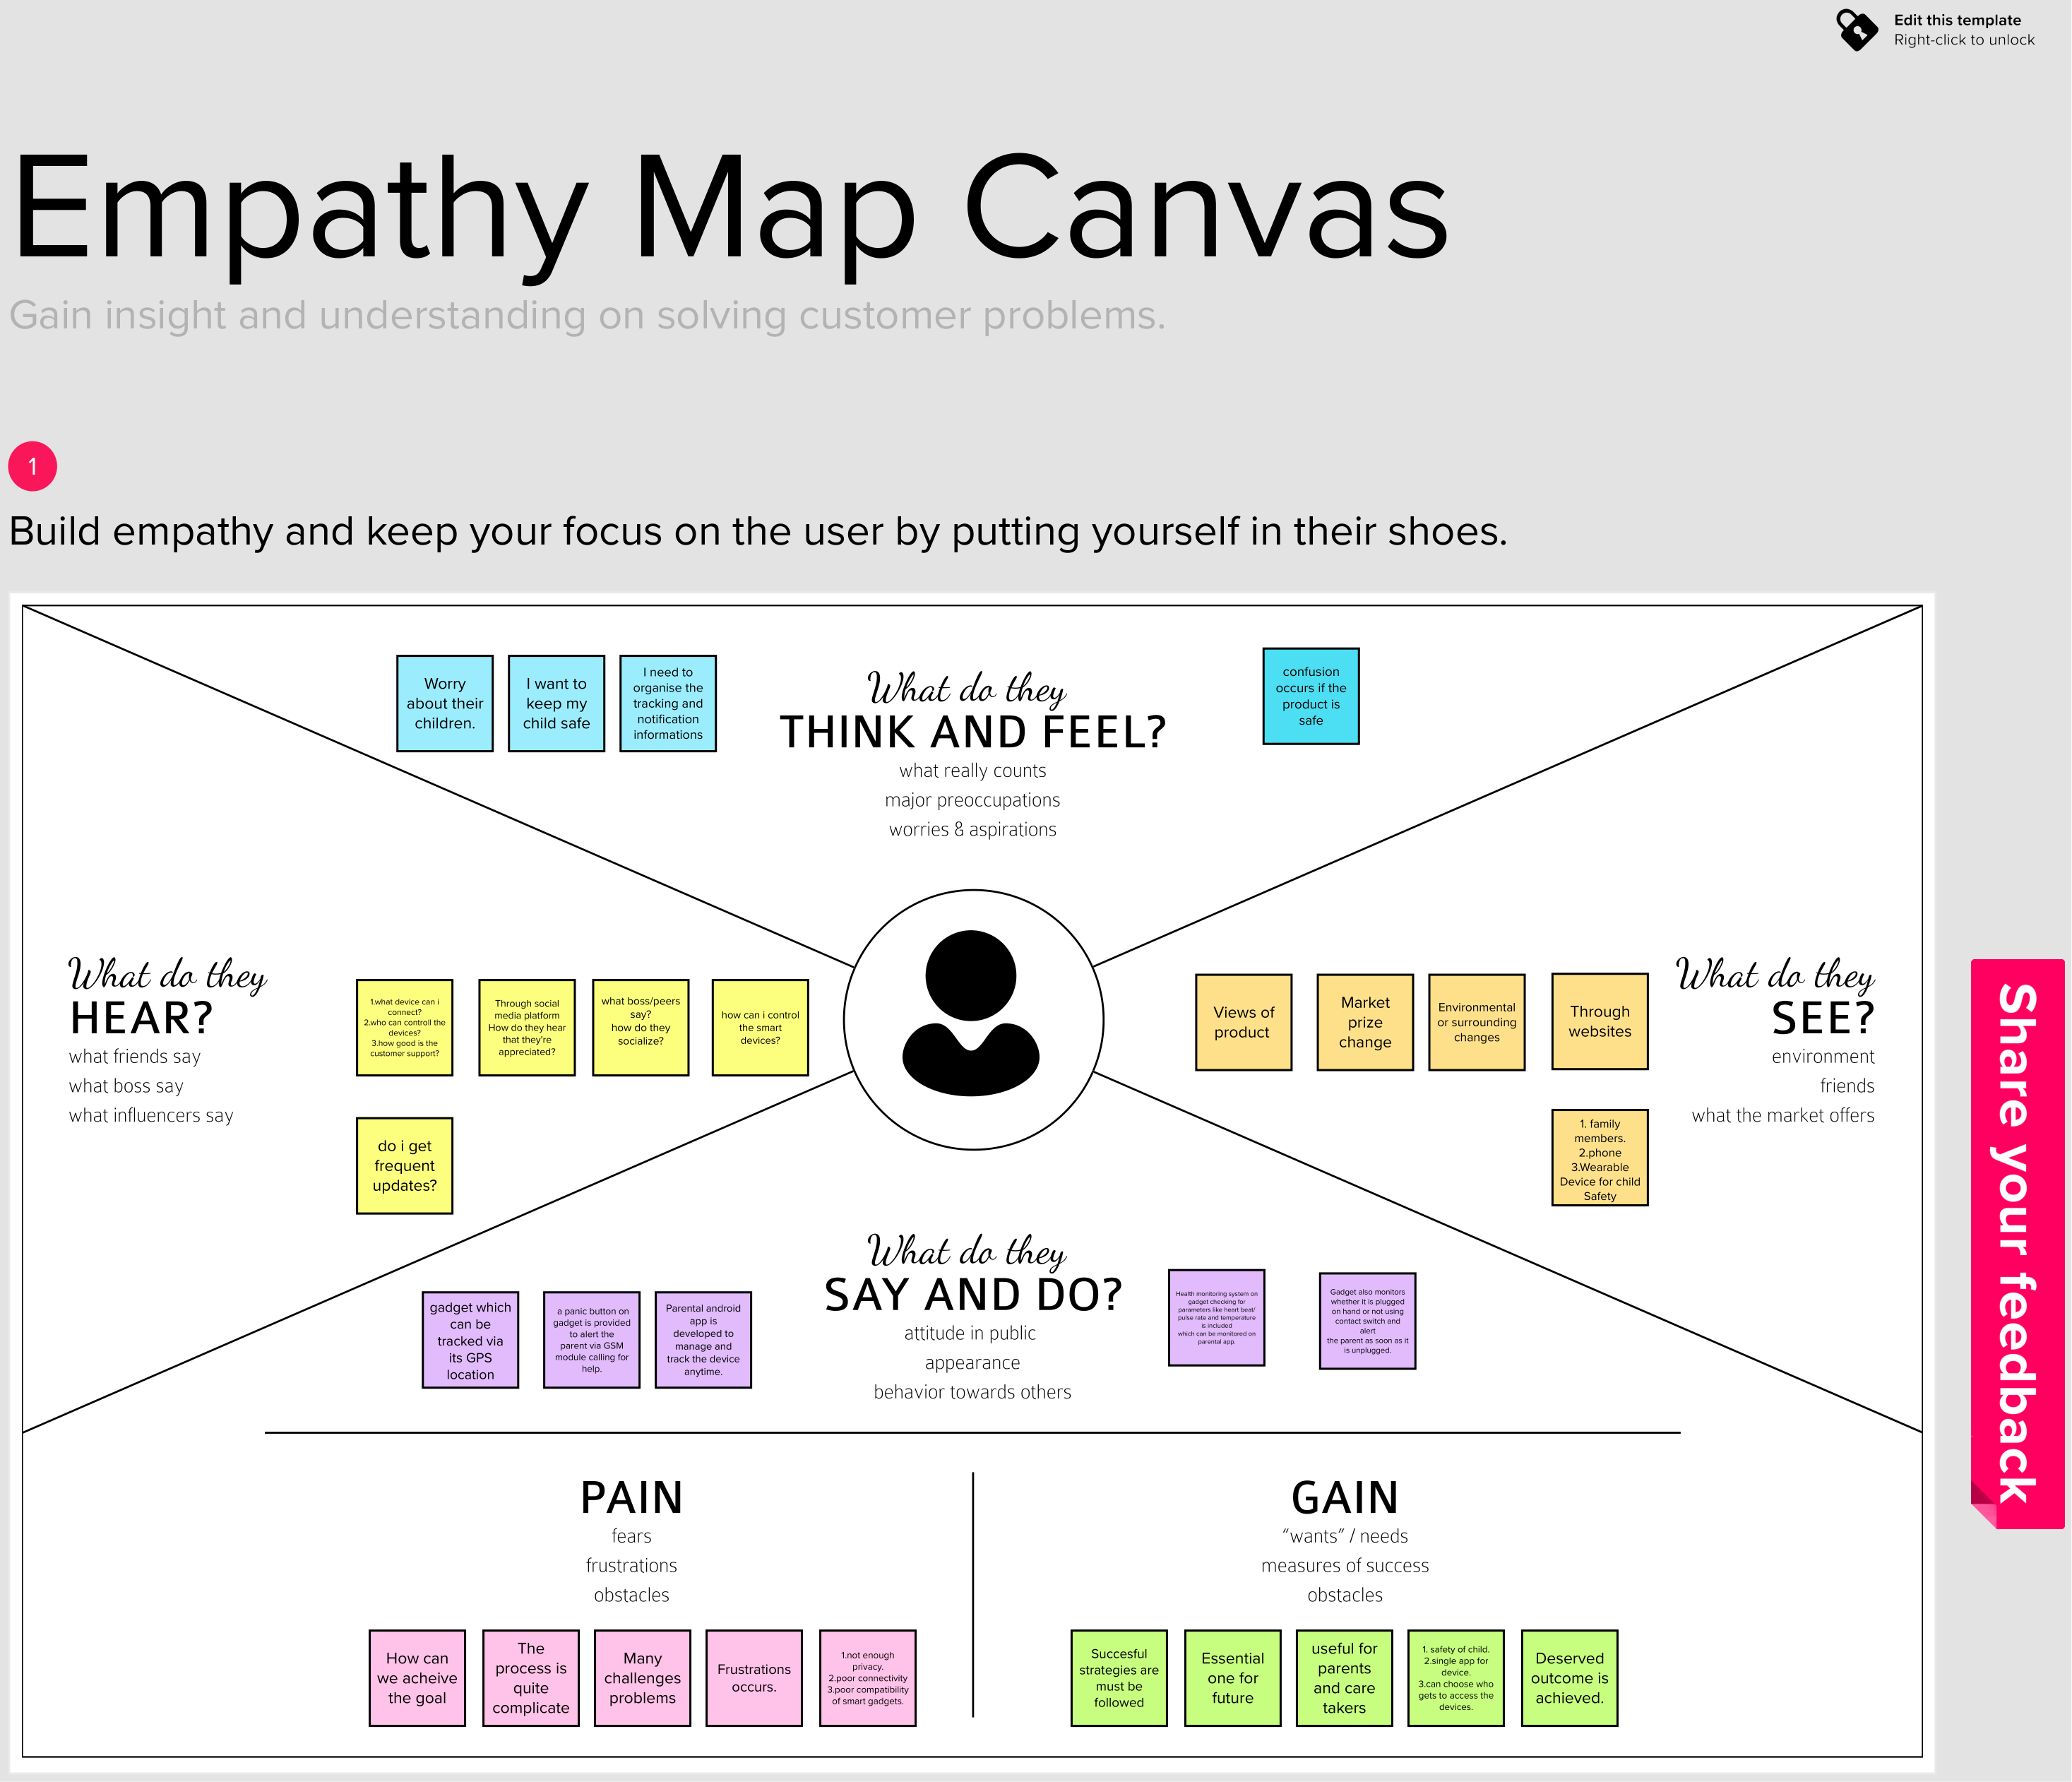 Edit this template
Right-click to unlock
Empathy Map Canvas
Gain insight and understanding on solving customer problems.
1
Build empathy and keep your focus on the user by putting yourself in their shoes.
Worry
about their
children.
I want to
keep my
child safe
I need to
organise the
tracking and
notification
informations
What do they
THINK AND FEEL?
what really counts
major preoccupations
worries & aspirations
confusion
occurs if the
product is
safe
What do they
HEAR?
what friends say
what boss say
what influencers say
1.what device can i
connect?
2.who can controll the
devices?
3.how good is the
customer support?
Through social
media platform
How do they hear
that they're
appreciated?
what boss/peers
say?
how do they
socialize?
how can i control
the smart
devices?
do i get
frequent
updates?
Views of
product
Market
prize
change
Environmental
or surrounding
changes
Through
websites
1. family
members.
2.phone
3.Wearable
Device for child
Safety
What do they
SEE?
environment
friends
what the market offers
gadget which
can be
tracked via
its GPS
location
a panic button on
gadget is provided
to alert the
parent via GSM
module calling for
help.
Parental android
app is
developed to
manage and
track the device
anytime.
What do they
SAY AND DO?
attitude in public
appearance
behavior towards others
Health monitoring system on
gadget checking for
parameters like heart beat/
pulse rate and temperature
is included
which can be monitored on
parental app.
Gadget also monitors
whether it is plugged
on hand or not using
contact switch and
alert
the parent as soon as it
is unplugged.
PAIN
fears
frustrations
obstacles
How can
we acheive
the goal
The
process is
quite
complicate
Many
challenges
problems
Frustrations
occurs.
1.not enough
privacy.
2.poor connectivity
3.poor compatibility
of smart gadgets.
GAIN
“wants” / needs
measures of success
obstacles
Succesful
strategies are
must be
followed
Essential
one for
future
useful for
parents
and care
takers
1. safety of child.
2.single app for
device.
3.can choose who
gets to access the
devices.
Deserved
outcome is
achieved.
Share your feedback